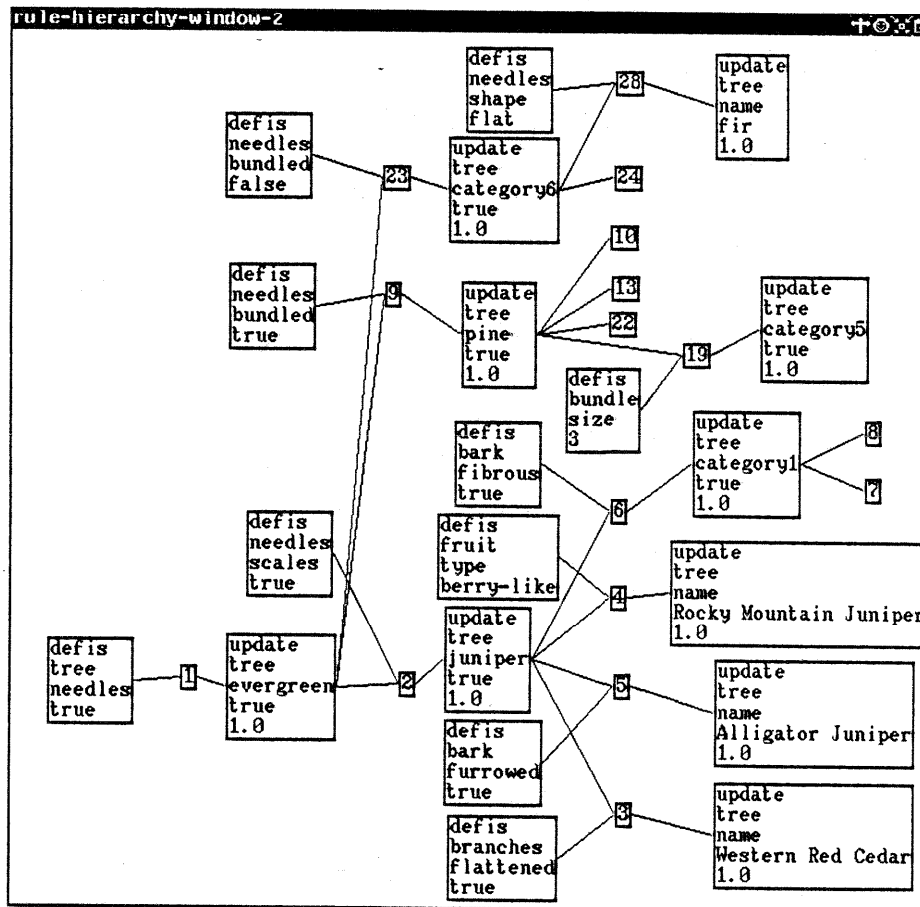 rule-hierarchy-window-2
defis
needles
shape
flat
28
update
tree
name
fir
1.0
defis
needles
bundled
false
23
update
tree
category6
true
1.0
24
defis
needles
bundled
true
9
update
tree
pine
true
1.0
10
13
22
19
update
tree
category5
true
1.0
defis
bundle
size
3
defis
bark
fibrous
true
6
update
tree
category1
true
1.0
8
7
defis
needles
scales
true
defis
fruit
type
berry-like
4
update
tree
name
Rocky Mountain Juniper
1.0
defis
tree
needles
true
1
update
tree
evergreen
true
1.0
2
update
tree
juniper
true
1.0
5
update
tree
name
Alligator Juniper
1.0
defis
bark
furrowed
true
3
update
tree
name
Western Red Cedar
1.0
defis
branches
flattened
true